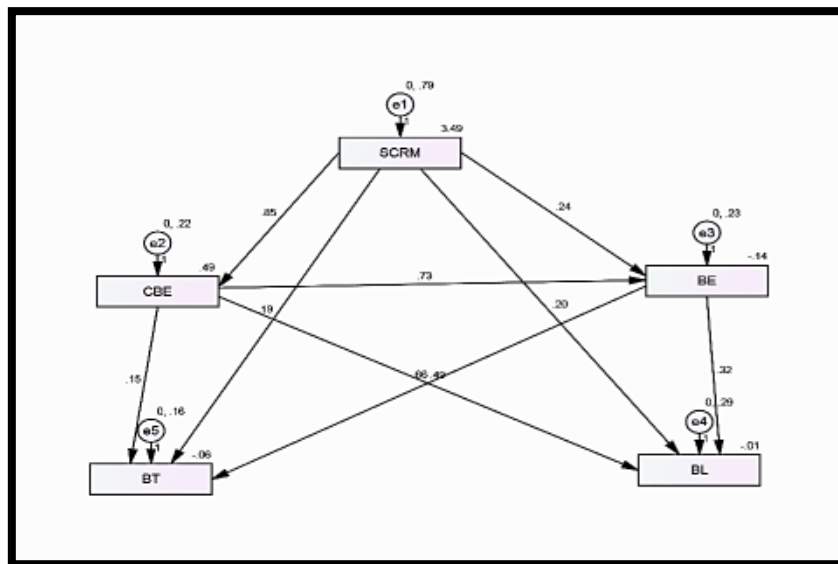 0, .79
e1
1
3.49
SCRM
.85
.24
0, .22
e2
1
.49
CBE
0, .23
e3
1
-.14
BE
.73
.19
.20
.15
.66
.49
.32
0, .16
e5
1
-.06
BT
0, .29
e4
1
-.01
BL